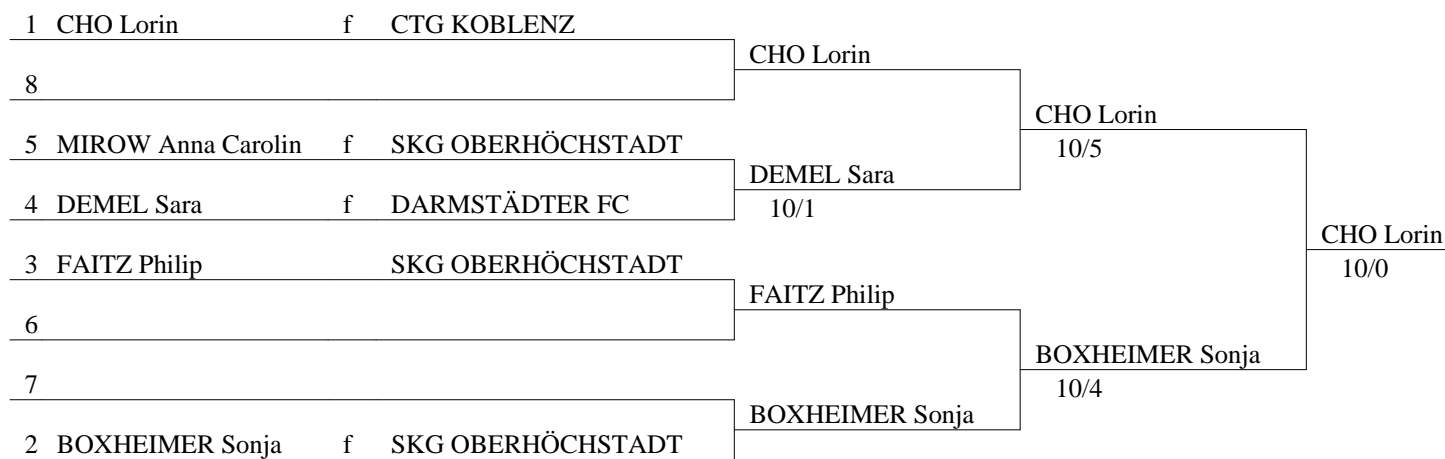 1 CHO Lorin f CTG KOBLENZ
CHO Lorin
8
CHO Lorin
10/5
5 MIROW Anna Carolin f SKG OBERHÖCHSTADT
DEMEL Sara
10/1
4 DEMEL Sara f DARMSTÄDTER FC
CHO Lorin
10/0
3 FAITZ Philip SKG OBERHÖCHSTADT
FAITZ Philip
6
BOXHEIMER Sonja
10/4
7
BOXHEIMER Sonja
2 BOXHEIMER Sonja f SKG OBERHÖCHSTADT